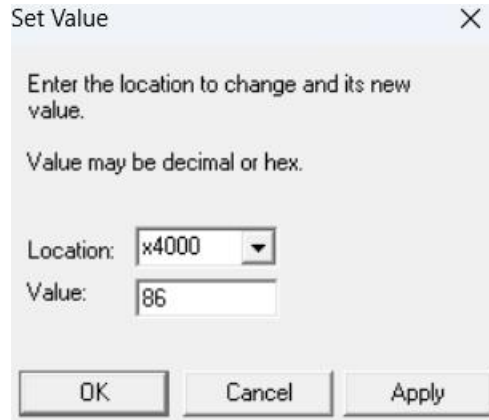 Set Value
Enter the location to change and its new
value.
Value may be decimal or hex.
Location: x4000
Value: 86
OK Cancel Apply